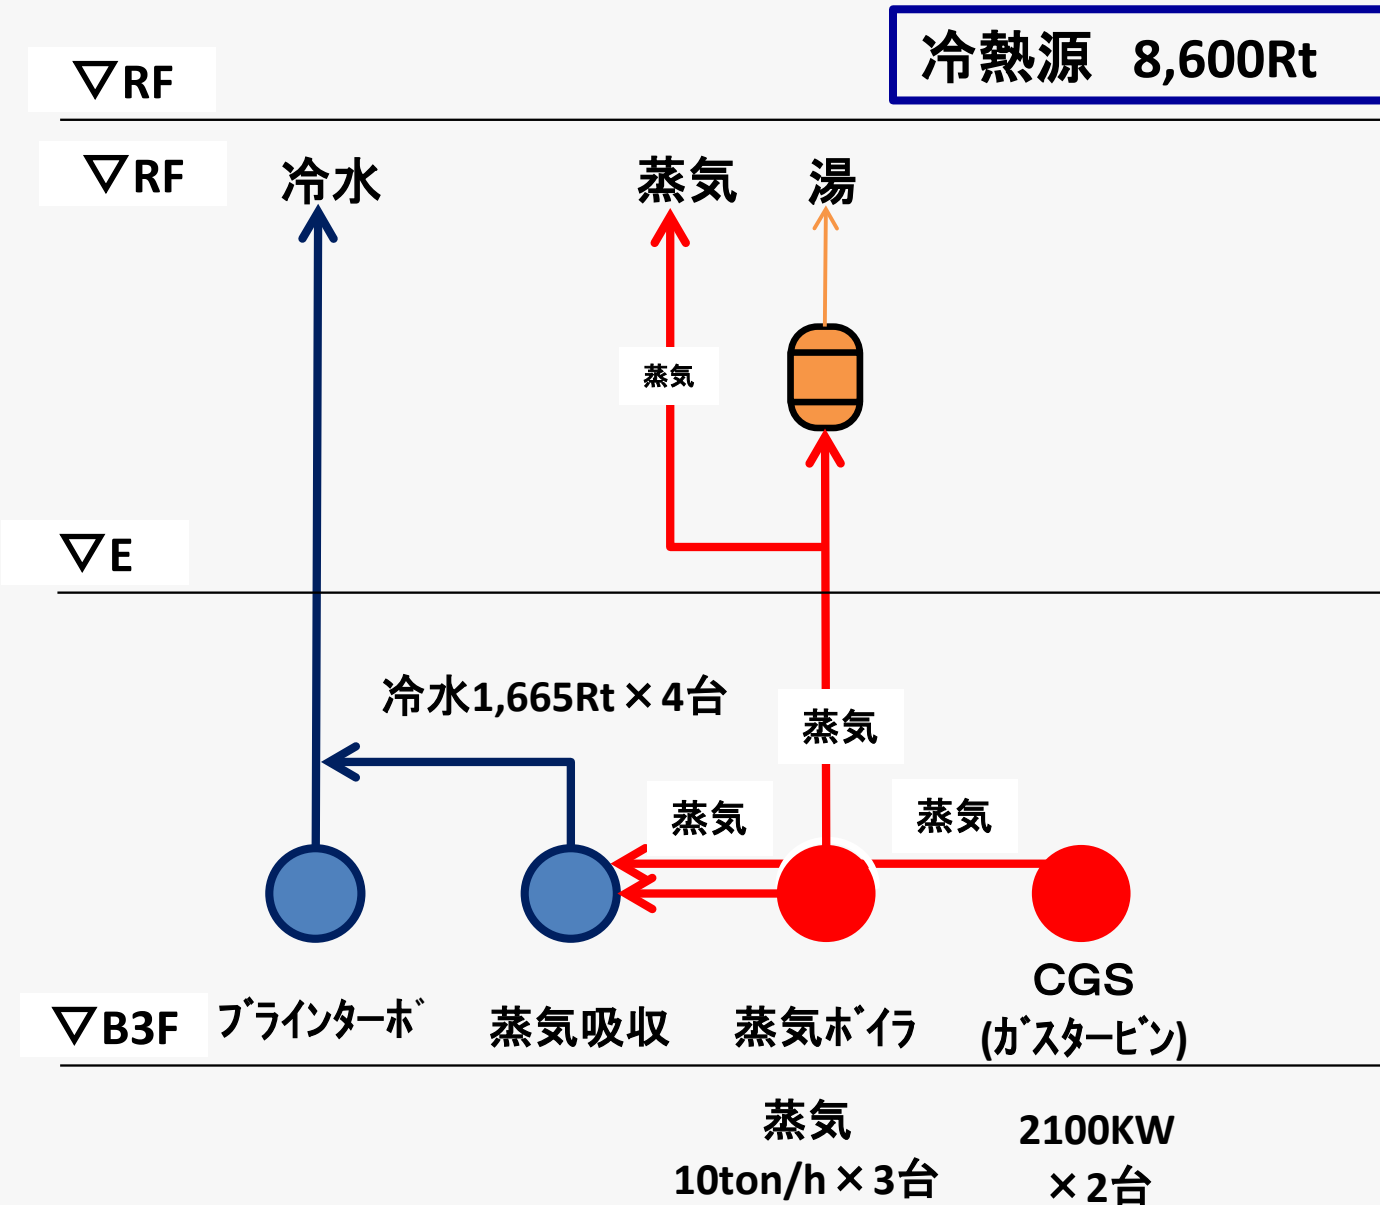 冷熱源 8,600Rt
▽RF
▽RF
冷水
蒸気
湯
蒸気
▽E
冷水1,665Rt×4台
蒸気
蒸気
蒸気
▽B3F
ﾌﾞﾗｲﾝﾀｰﾎﾞ
蒸気吸収
蒸気ﾎﾞｲﾗ
CGS
(ｶﾞｽﾀｰﾋﾞﾝ)
蒸気
10ton/h×3台
2100KW
×2台